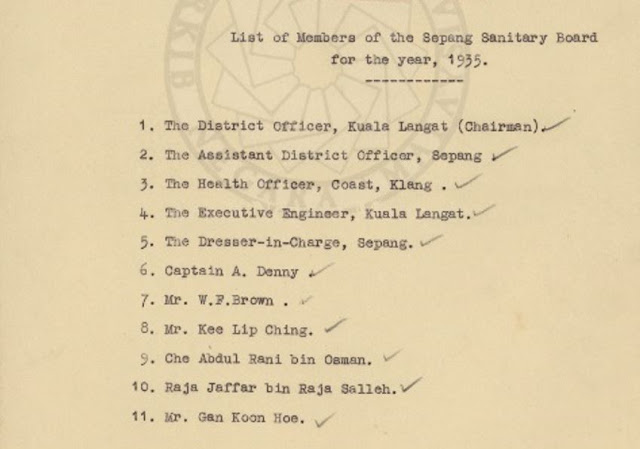 List of Members of the Sepang Sanitary Board
for the year, 1935.
------------
1. The District Officer, Kuala Langat (Chairman).
2. The Assistant District Officer, Sepang
3. The Health Officer, Coast, Klang .
4. The Executive Engineer, Kuala Langat.
5. The Dresser-in-Charge, Sepang.
6. Captain A. Denny
7. Mr. W.F.Brown .
8. Mr. Kee Lip Ching.
9. Che Abdul Rani bin Osman.
10. Raja Jaffar bin Raja Salleh.
11. Mr. Gan Koon Hoe.